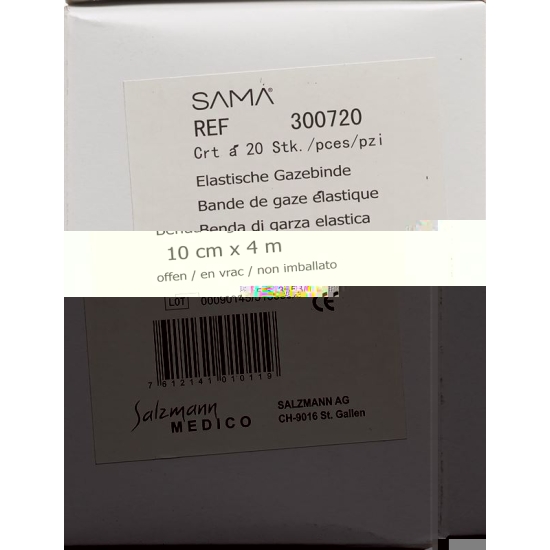 SAMA®
REF 300720
Crt à 20 Stk./pces/pzi
Elastische Gazebinde
Bande de gaze élastique
Benda di garza elastica
10 cm x 4 m
offen / en vrac / non imballato
LOT
CE
7612141010119
Salzmann
MEDICO
SALZMANN AG
CH-9016 St. Gallen